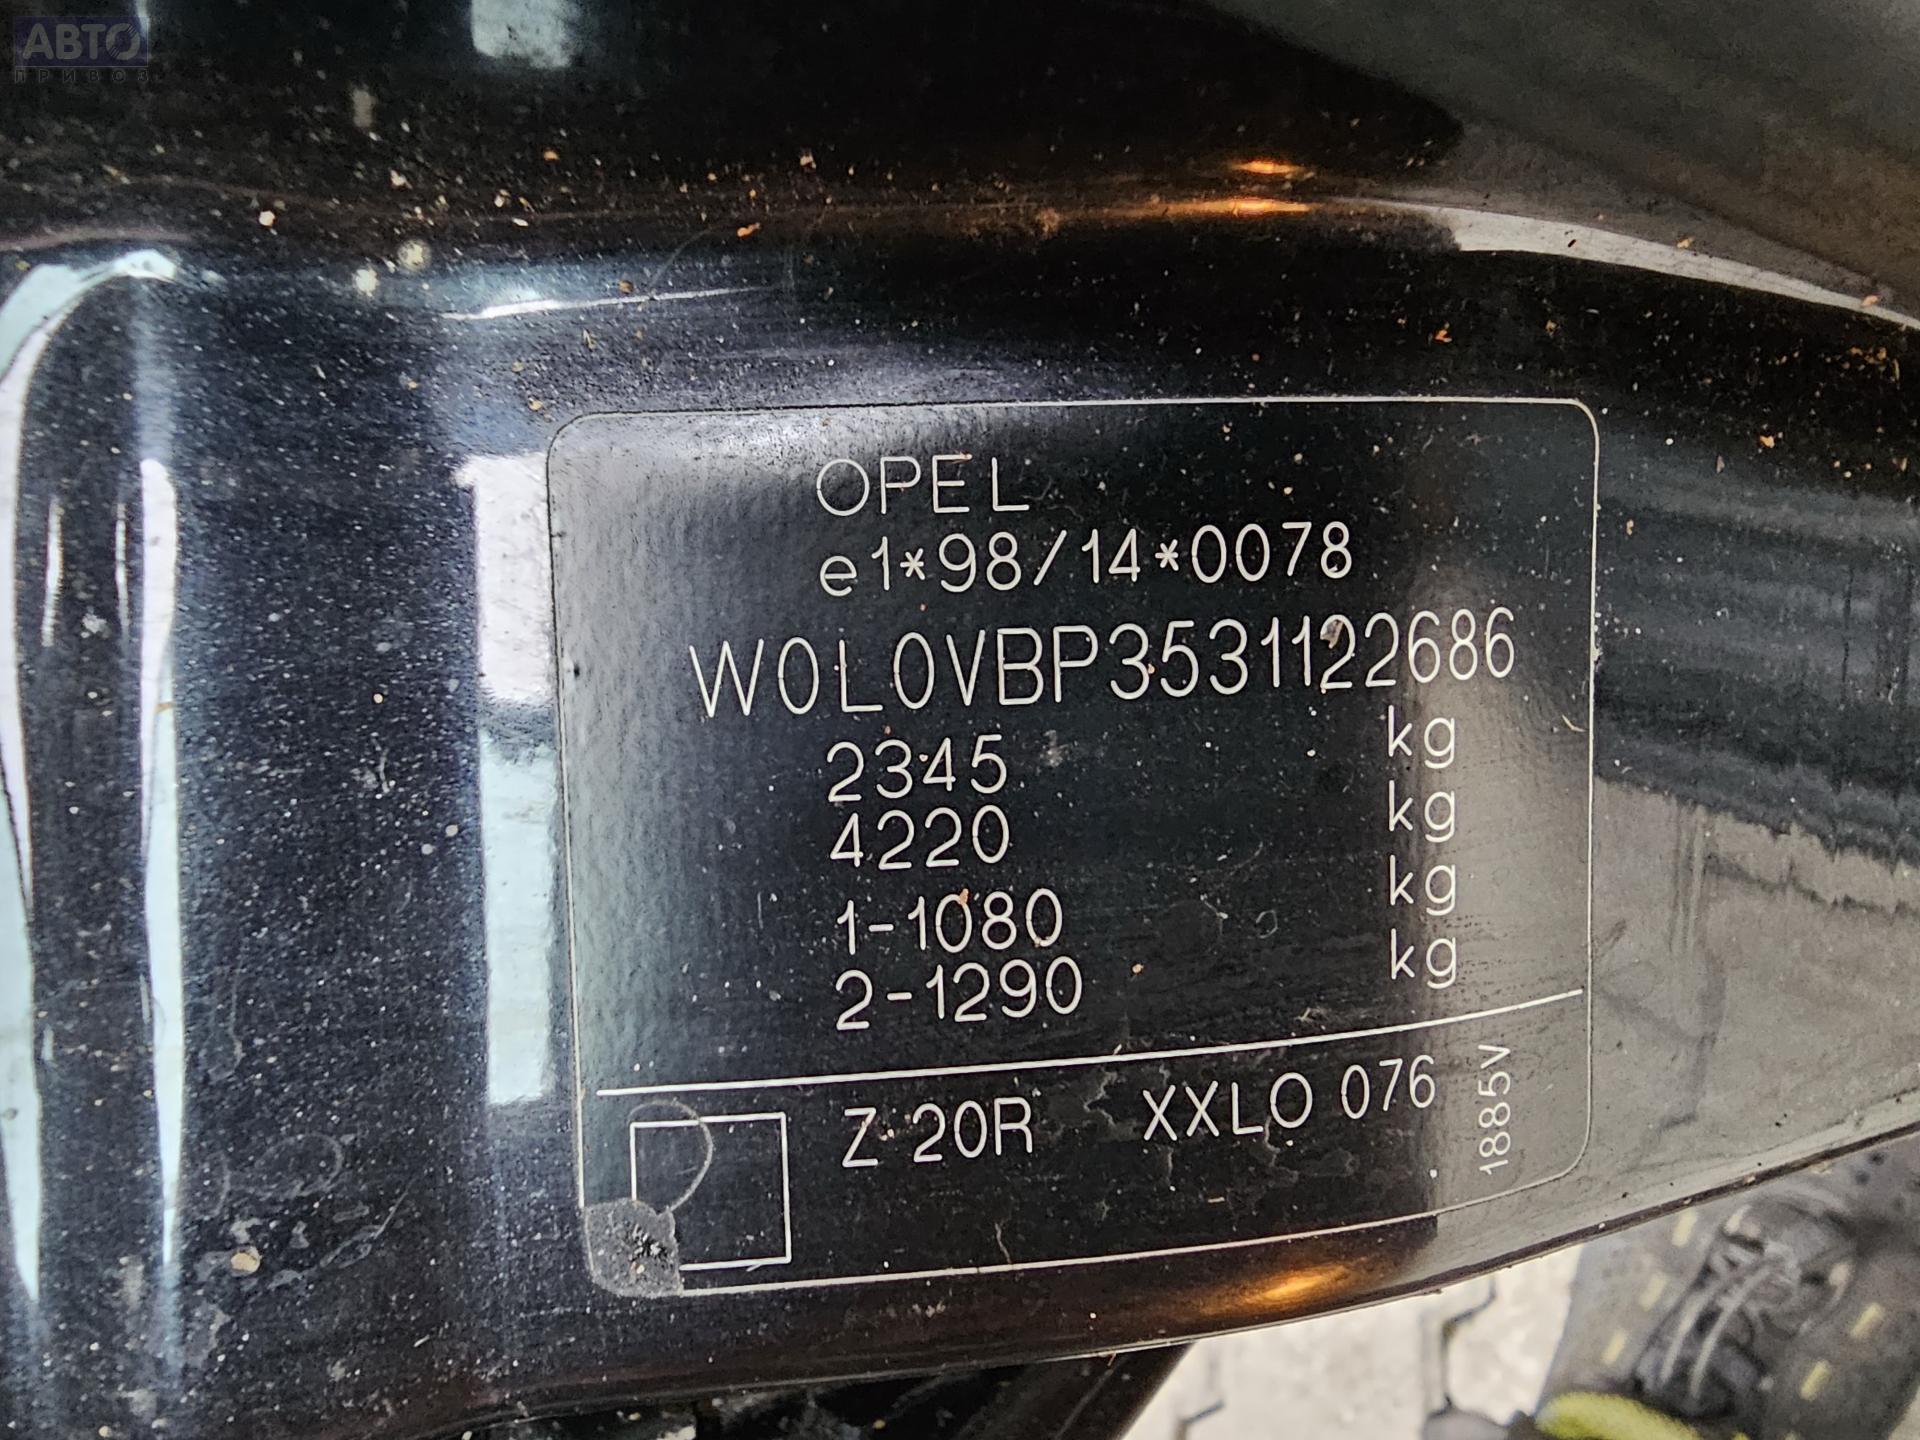 АВТО
ПРИВОЗ
OPEL
e1*98/14*0078
W0L0VBP3531122686
2345 kg
4220 kg
1-1080 kg
2-1290 kg
Z 20R XXLO 076
1885V